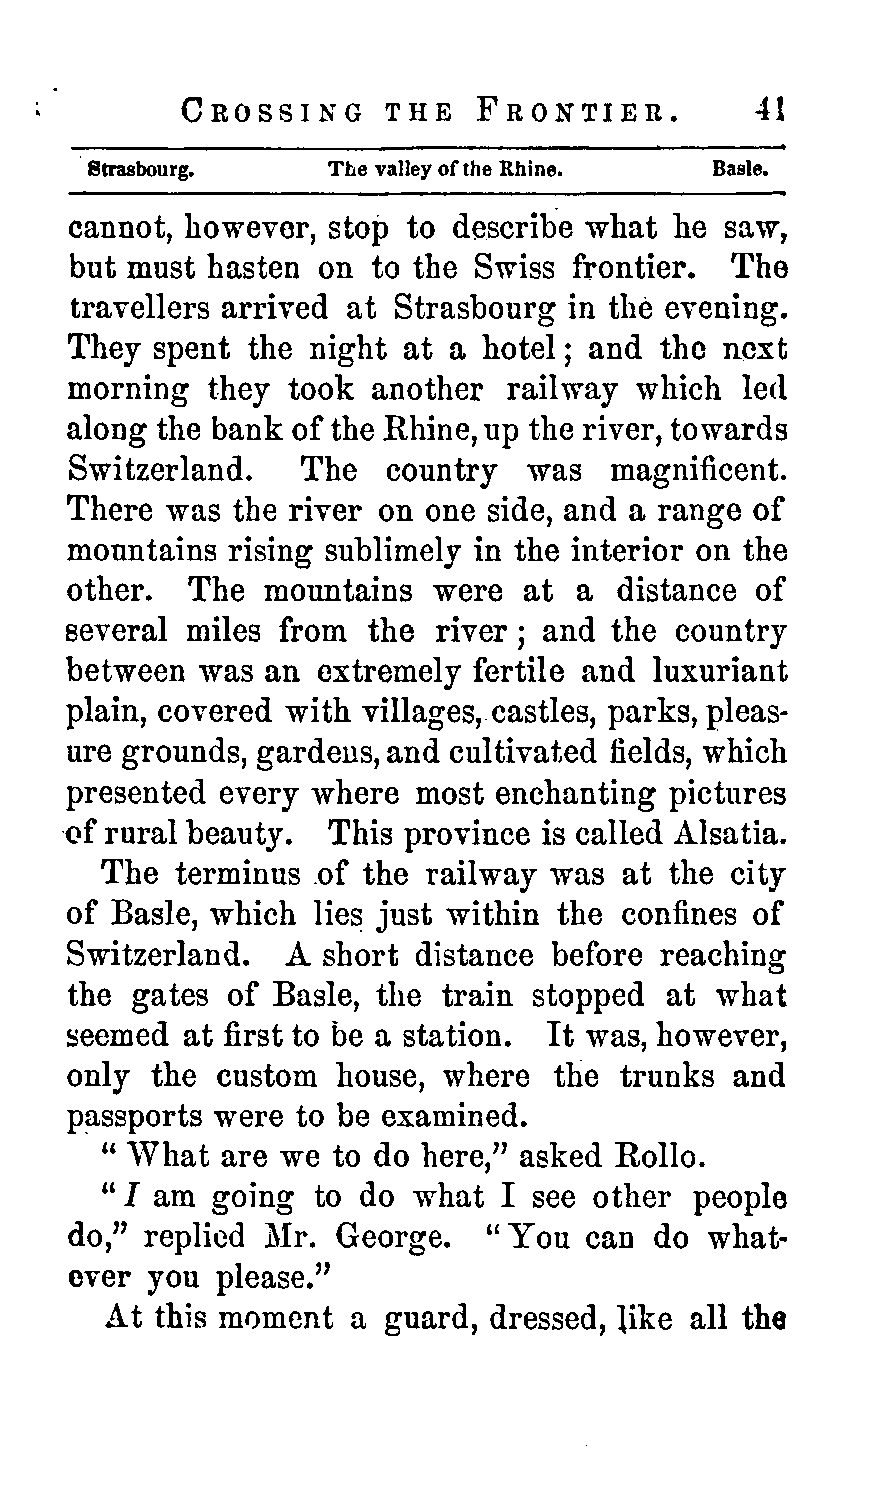 CROSSING THE FRONTIER. 41
Strasbourg. The valley of the Rhine. Basle.
cannot, however, stop to describe what he saw,
but must hasten on to the Swiss frontier. The
travellers arrived at Strasbourg in the evening.
They spent the night at a hotel; and the next
morning they took another railway which led
along the bank of the Rhine, up the river, towards
Switzerland. The country was magnificent.
There was the river on one side, and a range of
mountains rising sublimely in the interior on the
other. The mountains were at a distance of
several miles from the river; and the country
between was an extremely fertile and luxuriant
plain, covered with villages, castles, parks, pleas-
ure grounds, gardens, and cultivated fields, which
presented every where most enchanting pictures
of rural beauty. This province is called Alsatia.
The terminus of the railway was at the city
of Basle, which lies just within the confines of
Switzerland. A short distance before reaching
the gates of Basle, the train stopped at what
seemed at first to be a station. It was, however,
only the custom house, where the trunks and
passports were to be examined.
“What are we to do here,” asked Rollo.
“I am going to do what I see other people
do,” replied Mr. George. “You can do what-
ever you please.”
At this moment a guard, dressed, like all the